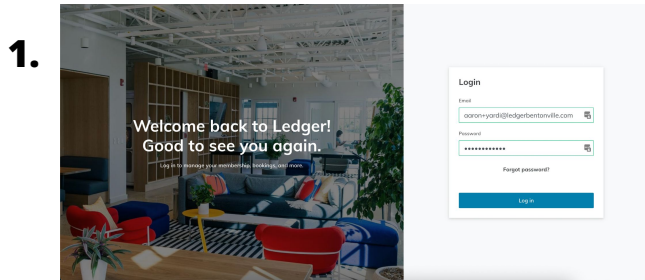 1.
Welcome back to Ledger!
Good to see you again.
Log in to manage your membership, bookings, and more.
Login
Email
aaron+yardi@ledgerbentonville.com
Password
••••••••••••
Forgot password?
Log in